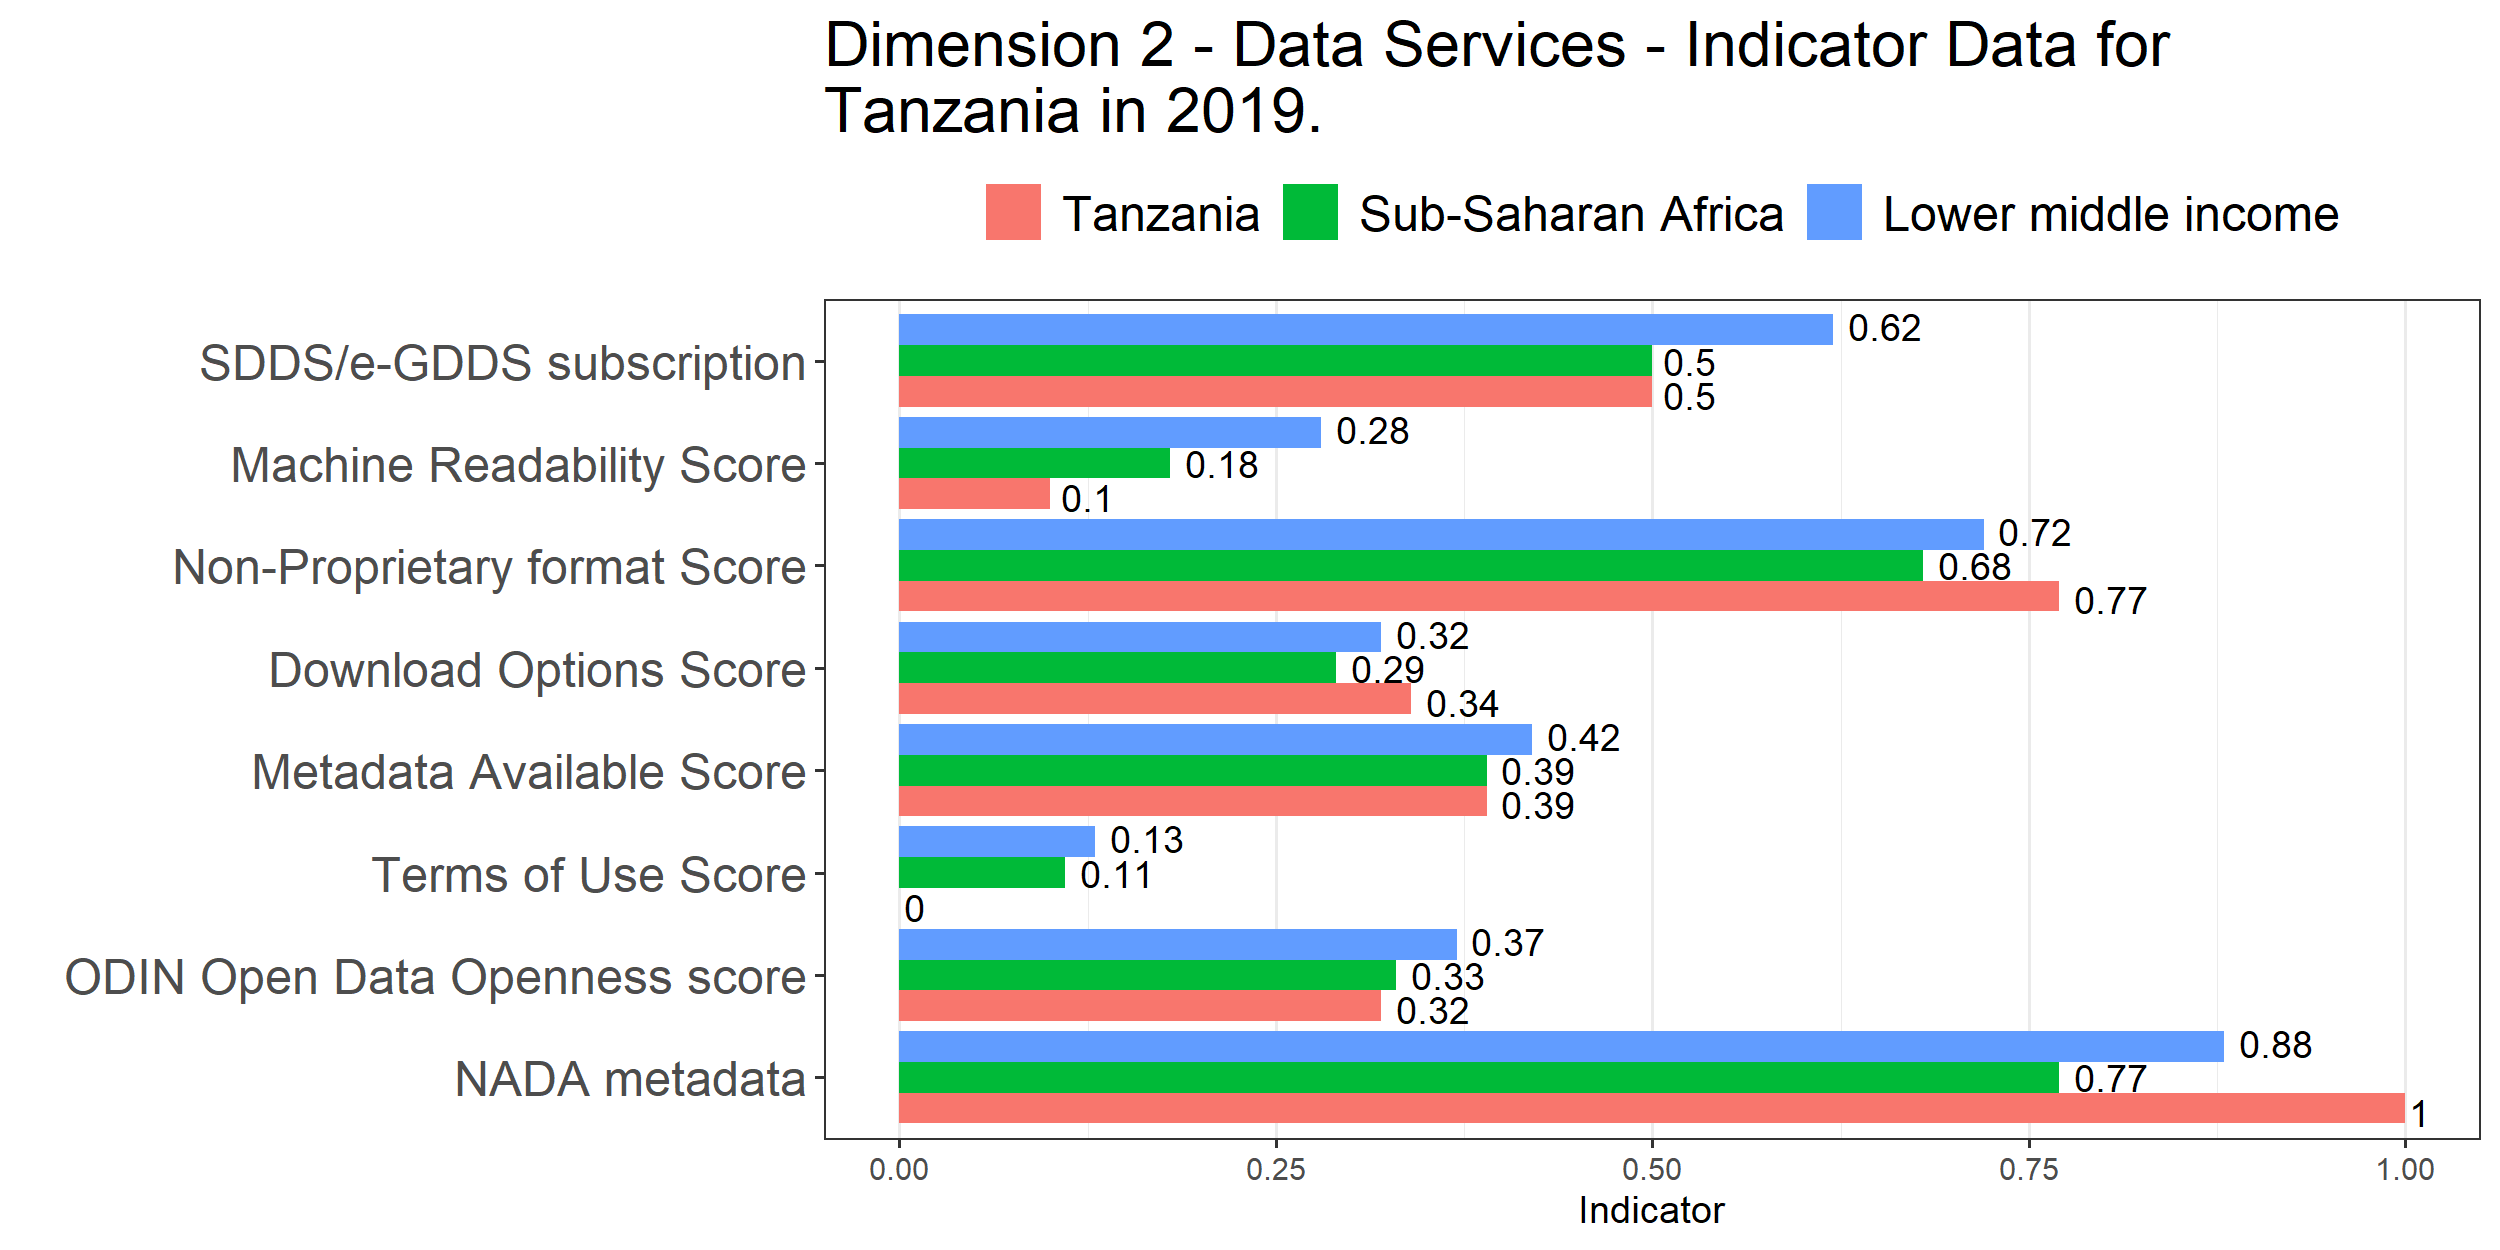 Dimension 2 - Data Services - Indicator Data for
Tanzania in 2019.
Tanzania Sub-Saharan Africa Lower middle income
SDDS/e-GDDS subscription
0.62
0.5
0.5
Machine Readability Score
0.28
0.18
0.1
Non-Proprietary format Score
0.72
0.68
0.77
Download Options Score
0.32
0.29
0.34
Metadata Available Score
0.42
0.39
0.39
Terms of Use Score
0.13
0.11
0
ODIN Open Data Openness score
0.37
0.33
0.32
NADA metadata
0.88
0.77
1
0.00 0.25 0.50 0.75 1.00
Indicator